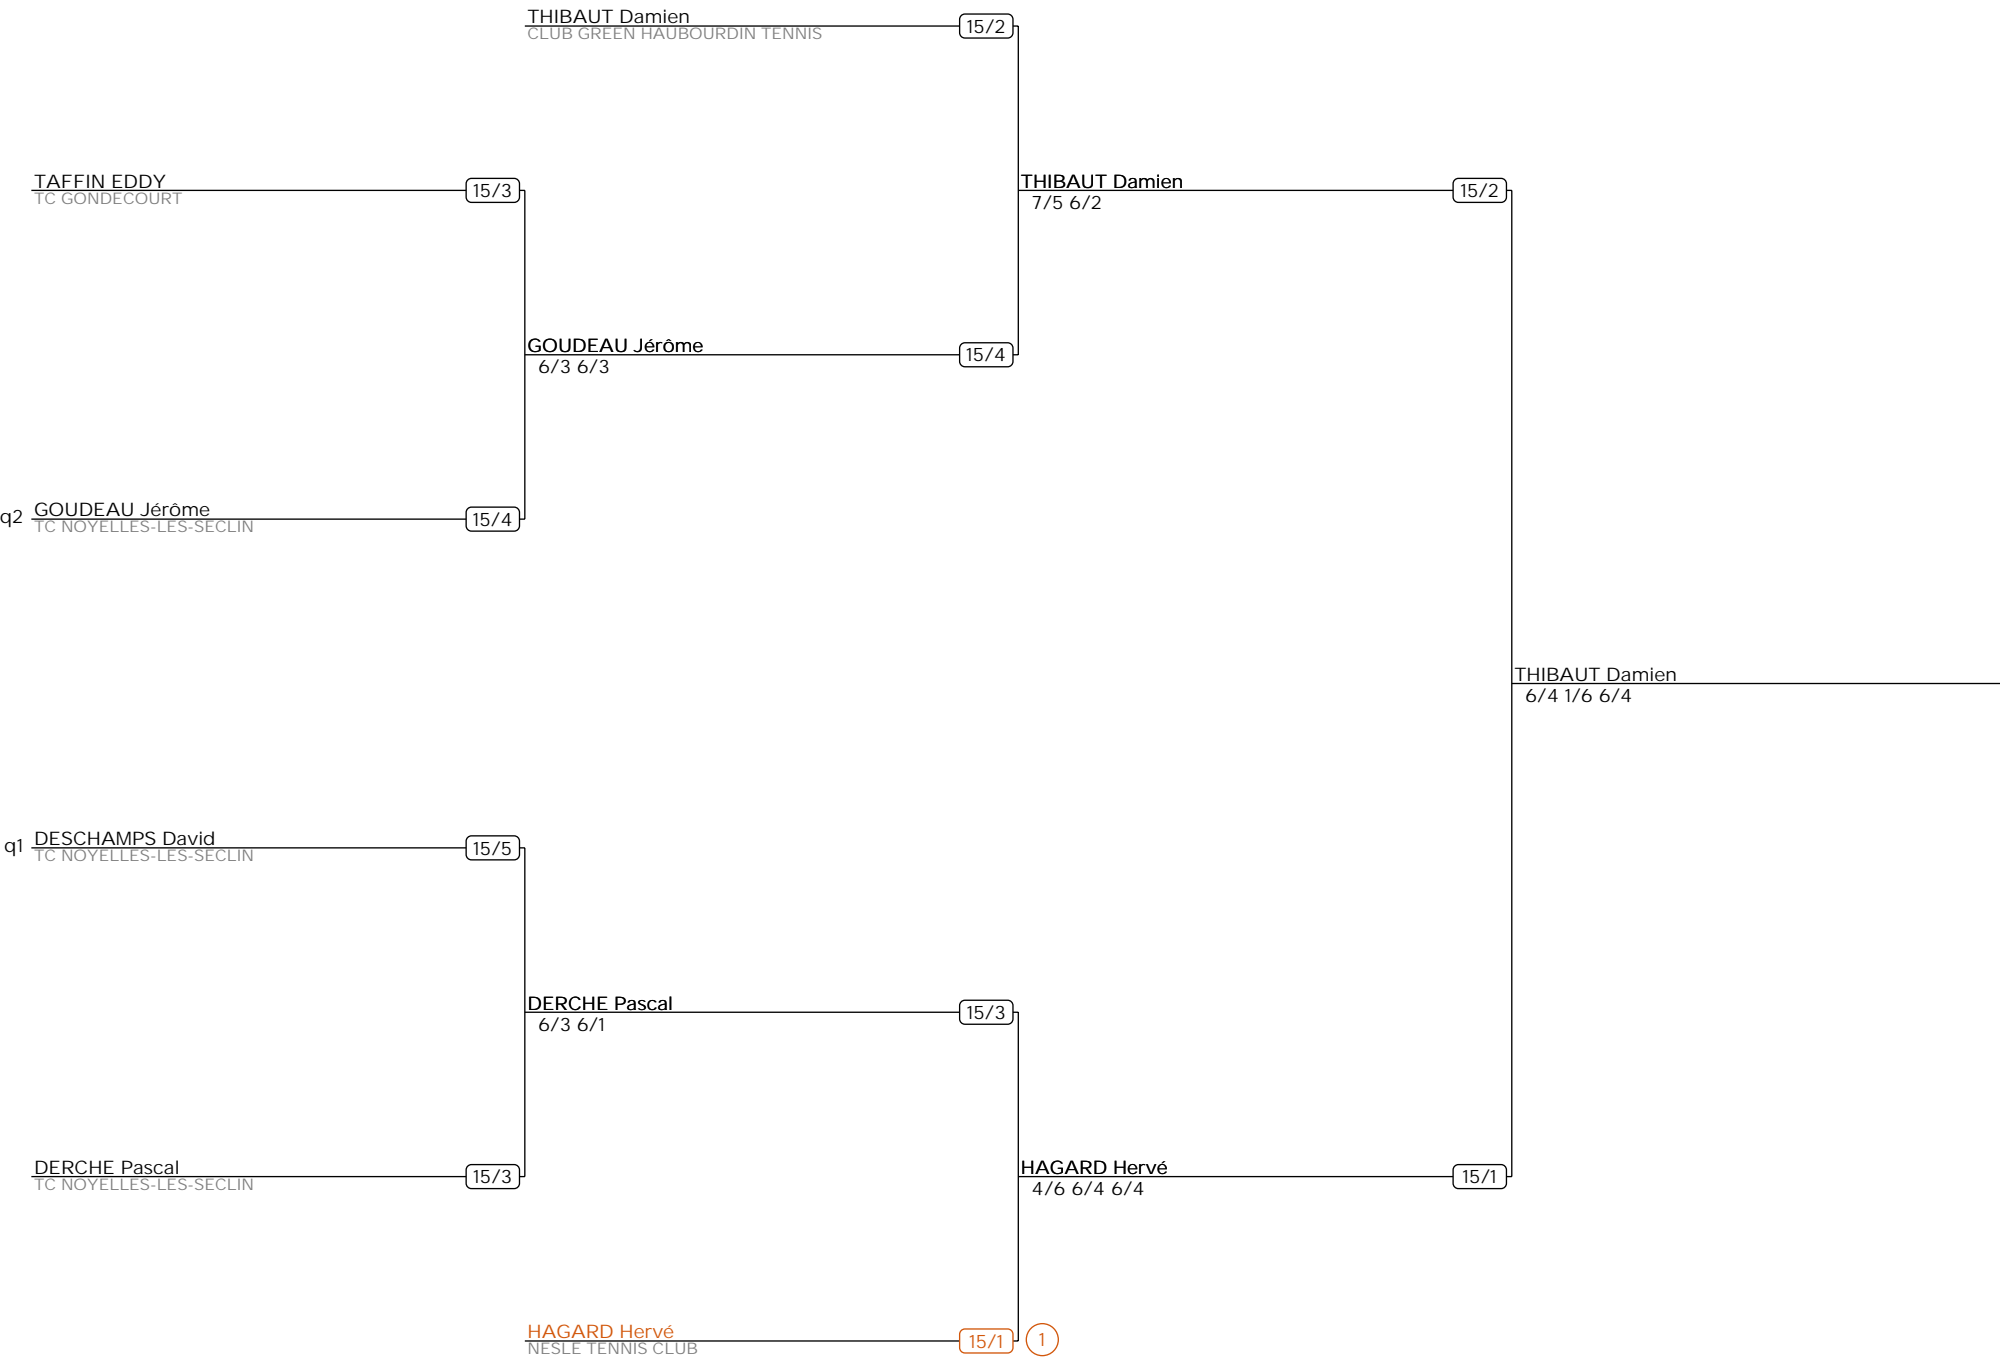 THIBAUT Damien
15/2
CLUB GREEN HAUBOURDIN TENNIS
TAFFIN EDDY
15/3
TC GONDECOURT
THIBAUT Damien
15/2
7/5 6/2
GOUDEAU Jérôme
15/4
6/3 6/3
q2
GOUDEAU Jérôme
15/4
TC NOYELLES-LES-SECLIN
THIBAUT Damien
6/4 1/6 6/4
q1
DESCHAMPS David
15/5
TC NOYELLES-LES-SECLIN
DERCHE Pascal
15/3
6/3 6/1
DERCHE Pascal
15/3
TC NOYELLES-LES-SECLIN
HAGARD Hervé
15/1
4/6 6/4 6/4
HAGARD Hervé
15/1
1
NESLE TENNIS CLUB